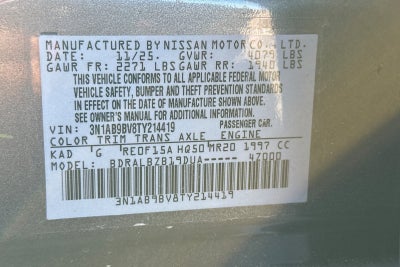 MANUFACTURED BY NISSAN MOTOR CO., LTD.
DATE: 11/25. GVWR: 4079 LBS
GAWR FR: 2271 LBS GAWR RR: 1940 LBS
THIS VEHICLE CONFORMS TO ALL APPLICABLE FEDERAL MOTOR
VEHICLE SAFETY, BUMPER, AND THEFT PREVENTION STANDARDS
IN EFFECT ON THE DATE OF MANUFACTURE SHOWN ABOVE.
SEE OWNER'S MANUAL FOR ADDITIONAL INFORMATION
VIN: 3N1AB9BV8TY214419 PASSENGER CAR.
COLOR TRIM TRANS AXLE ENGINE
KAD 'G 'RE0F15A HQ50'MR20 1997 CC
MODEL: BDRALBZB19DUA----- 47000
3N1AB9BV8TY214419